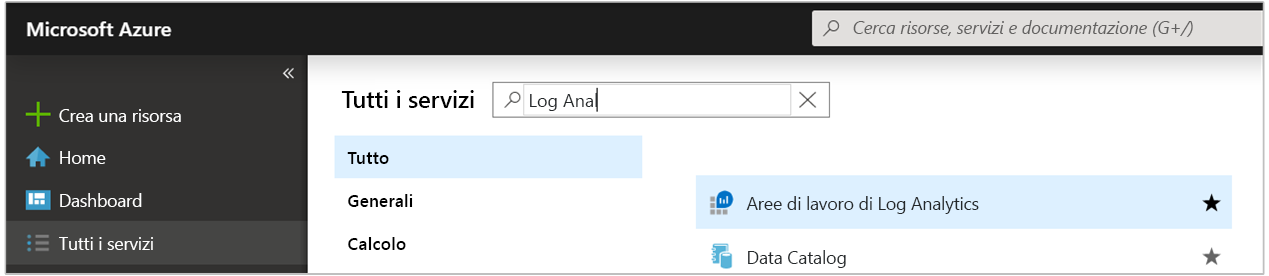 Microsoft Azure
Cerca risorse, servizi e documentazione (G+/)
«
Crea una risorsa
Home
Dashboard
Tutti i servizi
Tutti i servizi
Log Anal
Tutto
Generali
Calcolo
Aree di lavoro di Log Analytics
Data Catalog